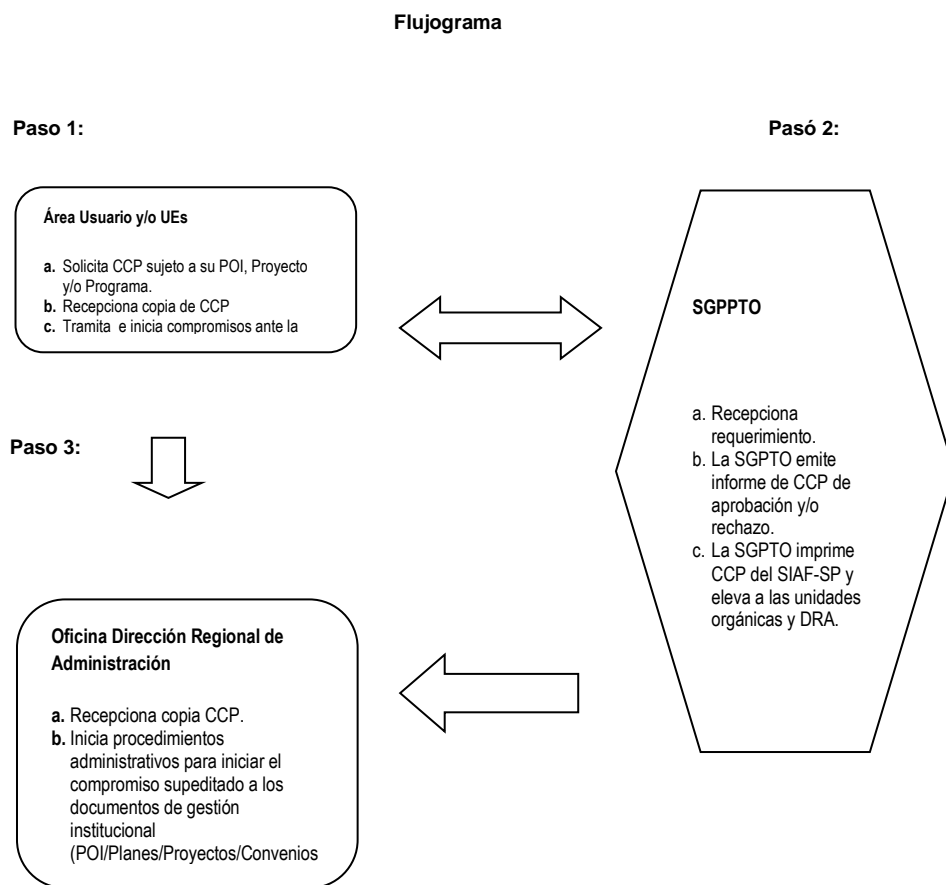 Flujograma
Paso 1:
Pasó 2:
Área Usuario y/o UEs
a. Solicita CCP sujeto a su POI, Proyecto
y/o Programa.
b. Recepciona copia de CCP
c. Tramita e inicia compromisos ante la
SGPPTO
a. Recepciona
requerimiento.
b. La SGPTO emite
informe de CCP de
aprobación y/o
rechazo.
c. La SGPTO imprime
CCP del SIAF-SP y
eleva a las unidades
orgánicas y DRA.
Paso 3:
Oficina Dirección Regional de
Administración
a. Recepciona copia CCP.
b. Inicia procedimientos
administrativos para iniciar el
compromiso supeditado a los
documentos de gestión
institucional
(POI/Planes/Proyectos/Convenios